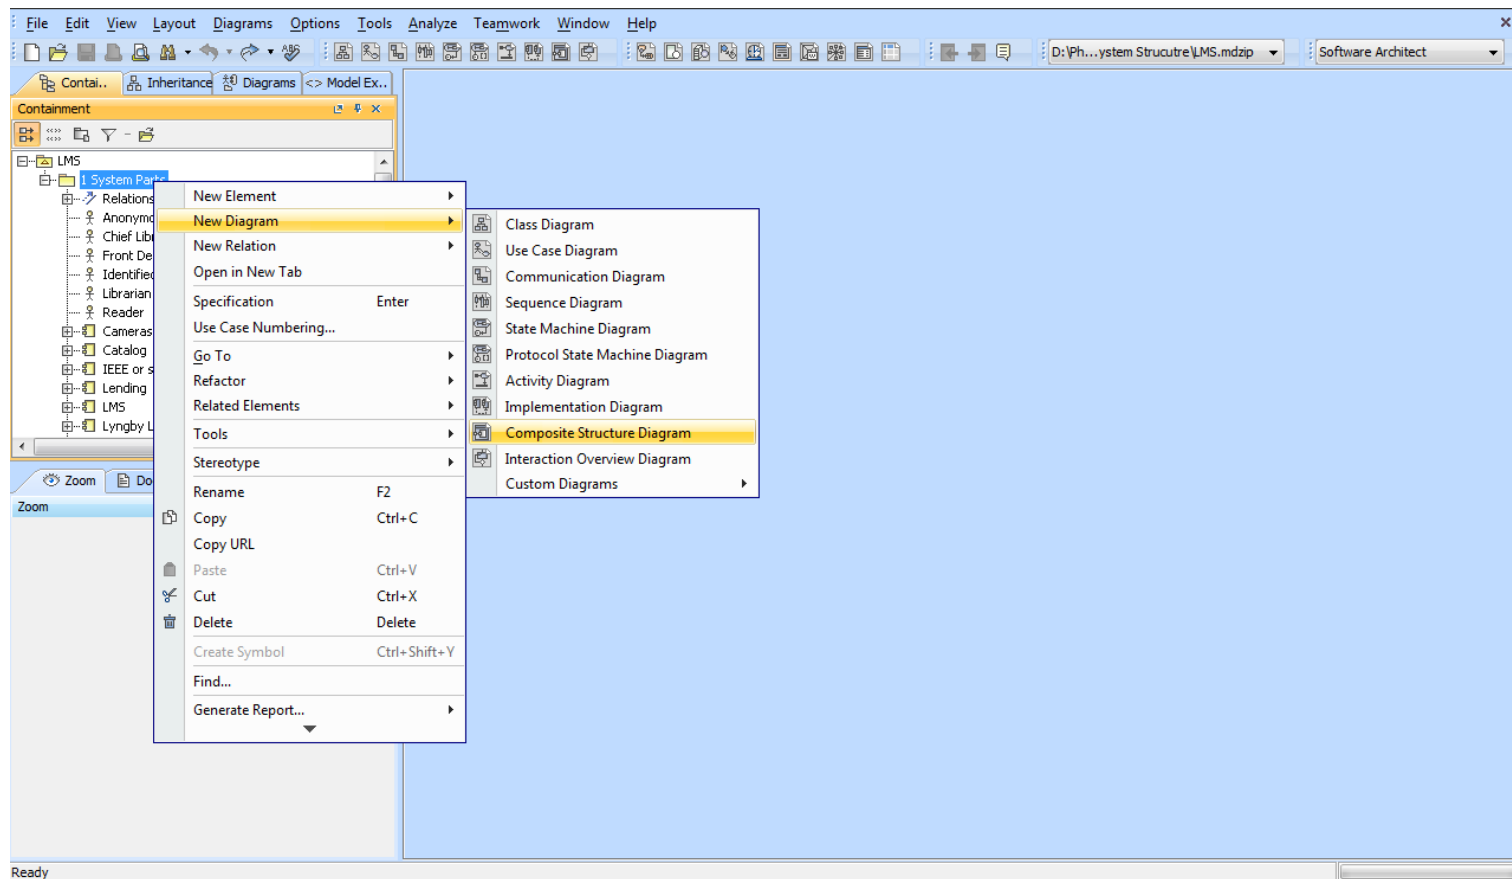 File Edit View Layout Diagrams Options Tools Analyze Teamwork Window Help
D:\Ph...ystem Strucutre\LMS.mdzip
Software Architect
Contai.. Inheritance Diagrams <> Model Ex..
Containment
LMS
1 System Parts
Relations
Anonymo
Chief Libr
Front De
Identified
Librarian
Reader
Cameras
Catalog
IEEE or s
Lending
LMS
Lyngby L
Zoom Do
Zoom
New Element
New Diagram
New Relation
Open in New Tab
Specification Enter
Use Case Numbering...
Go To
Refactor
Related Elements
Tools
Stereotype
Rename F2
Copy Ctrl+C
Copy URL
Paste Ctrl+V
Cut Ctrl+X
Delete Delete
Create Symbol Ctrl+Shift+Y
Find...
Generate Report...
Class Diagram
Use Case Diagram
Communication Diagram
Sequence Diagram
State Machine Diagram
Protocol State Machine Diagram
Activity Diagram
Implementation Diagram
Composite Structure Diagram
Interaction Overview Diagram
Custom Diagrams
Ready